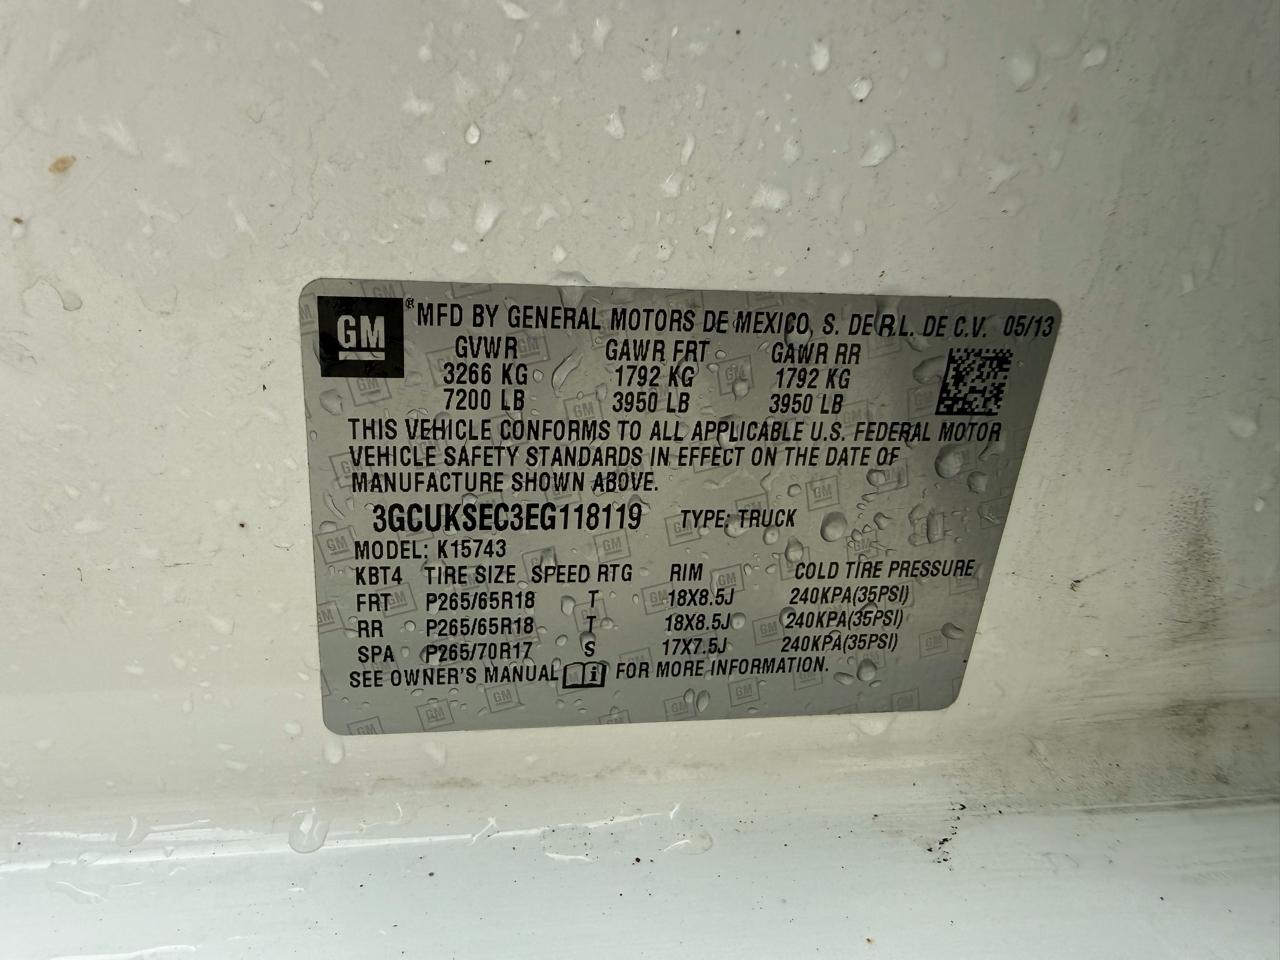 GM
® MFD BY GENERAL MOTORS DE MEXICO, S. DE R.L. DE C.V. 05/13
GVWR GAWR FRT GAWR RR
3266 KG 1792 KG 1792 KG
7200 LB 3950 LB 3950 LB
THIS VEHICLE CONFORMS TO ALL APPLICABLE U.S. FEDERAL MOTOR
VEHICLE SAFETY STANDARDS IN EFFECT ON THE DATE OF
MANUFACTURE SHOWN ABOVE.
3GCUKSEC3EG118119 TYPE: TRUCK
MODEL: K15743
KBT4 TIRE SIZE SPEED RTG RIM COLD TIRE PRESSURE
FRT P265/65R18 T 18X8.5J 240KPA(35PSI)
RR P265/65R18 T 18X8.5J 240KPA(35PSI)
SPA P265/70R17 S 17X7.5J 240KPA(35PSI)
SEE OWNER'S MANUAL i FOR MORE INFORMATION.